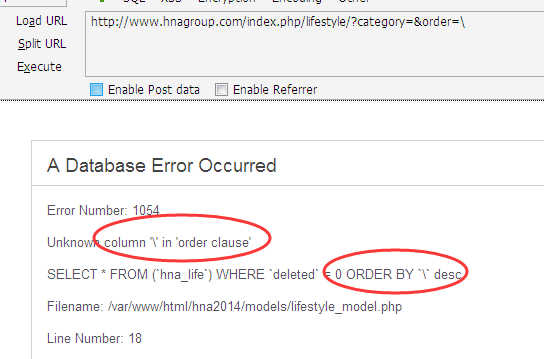 Load URL
http://www.hnagroup.com/index.php/lifestyle/?category=&order=\
Split URL
Execute
Enable Post data
Enable Referrer
A Database Error Occurred
Error Number: 1054
Unknown column '\' in 'order clause'
SELECT * FROM (`hna_life`) WHERE `deleted` = 0 ORDER BY `\` desc
Filename: /var/www/html/hna2014/models/lifestyle_model.php
Line Number: 18